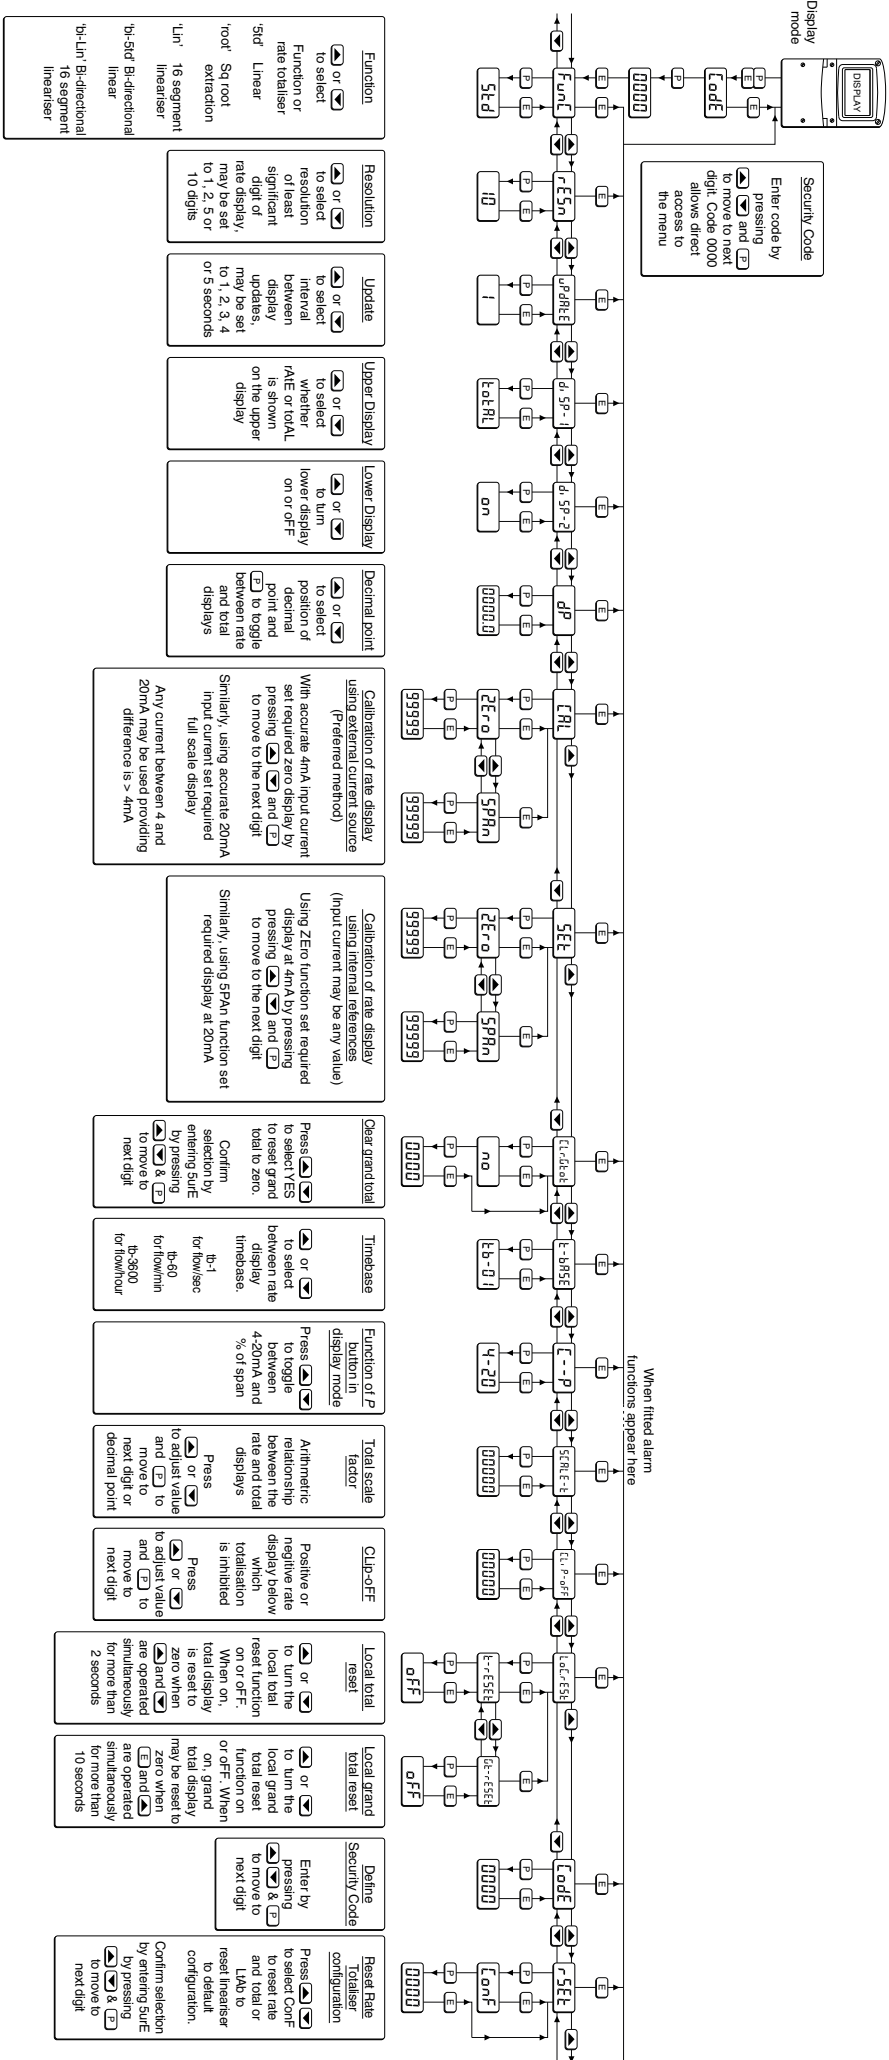 Display
mode
DISPLAY
P
E
E
CodE
P
0000
E
Security Code
Enter code by
pressing
▲ ▼ and P
to move to next
digit. Code 0000
allows direct
access to
the menu
When fitted alarm
functions appear here
E
FunC
P
E
Std
E
rESn
P
E
10
E
uPdAtE
P
E
1
E
diSP-1
P
E
totAL
E
diSP-2
P
E
on
E
dP
P
E
0000.0
E
CAL
P
E
ZEro
P
E
99999
E
SPAn
P
E
99999
E
SEt
P
E
ZEro
P
E
99999
E
SPAn
P
E
99999
E
CLrGtot
P
E
no
P
E
0000
E
t-bASE
P
E
tb-01
E
C--P
P
E
4-20
E
SCALE-t
P
E
00000
E
CLiP-oFF
P
E
00000
E
LoC rESt
P
E
t-rESEt
P
E
oFF
E
Gt-rESEt
P
E
oFF
E
CodE
P
E
0000
E
rSEt
P
E
ConF
P
E
0000
Function
▲ or ▼
to select
Function or
rate totaliser
'5td' Linear
'root' Sq root
extraction
'Lin' 16 segment
lineariser
'bi-5td' Bi-directional
linear
'bi-Lin' Bi-directional
16 segment
lineariser
Resolution
▲ or ▼
to select
resolution
of least
significant
digit of
rate display,
may be set
to 1, 2, 5 or
10 digits
Update
▲ or ▼
to select
interval
between
display
updates,
may be set
to 1, 2, 3, 4
or 5 seconds
Upper Display
▲ or ▼
to select
whether
rAtE or totAL
is shown
on the upper
display
Lower Display
▲ or ▼
to turn
lower display
on or oFF
Decimal point
▲ or ▼
to select
position of
decimal
point and
P to toggle
between rate
and total
displays
Calibration of rate display
using external current source
(Preferred method)
With accurate 4mA input current
set required zero display by
pressing ▲ ▼ and P
to move to the next digit
Similarly, using accurate 20mA
input current set required
full scale display
Any current between 4 and
20mA may be used providing
difference is > 4mA
Calibration of rate display
using internal references
(Input current may be any value)
Using ZEro function set required
display at 4mA by pressing
pressing ▲ ▼ and P
to move to the next digit
Similarly, using 5PAn function set
required display at 20mA
Clear grand total
Press ▲ ▼
to select YES
to reset grand
total to zero.
Confirm
selection by
entering 5urE
by pressing
▲ ▼ & P
to move to
next digit
Timebase
▲ or ▼
to select
between rate
display
timebase.
tb-1
for flow/sec
tb-60
for flow/min
tb-3600
for flow/hour
Function of P
button in
display mode
Press ▲ ▼
to toggle
between
4-20mA and
% of span
Total scale
factor
Arithmetric
relationship
between the
rate and total
displays
Press
▲ or ▼
to adjust value
and P to
move to
next digit or
decimal point
CLip-oFF
Positive or
negitive rate
display below
which
totalisation
is inhibited
Press
▲ or ▼
to adjust value
and P to
move to
next digit
Local total
reset
▲ or ▼
to turn the
local total
reset function
on or oFF.
When on,
total display
is reset to
zero when
▲ and ▼
are operated
simultaneously
for more than
2 seconds
Local grand
total reset
▲ or ▼
to turn the
local grand
total reset
function on
or oFF. When
on, grand
total display
may be reset to
zero when
E and ▲
are operated
simultaneously
for more than
10 seconds
Define
Security Code
Enter by
pressing
▲ ▼ & P
to move to
next digit
Reset Rate
Totaliser
configuration
Press ▲ ▼
to select ConF
to reset rate
and total or
LtAb to
reset lineariser
to default
configuration.
Confirm selection
by entering 5urE
by pressing
▲ ▼ & P
to move to
next digit